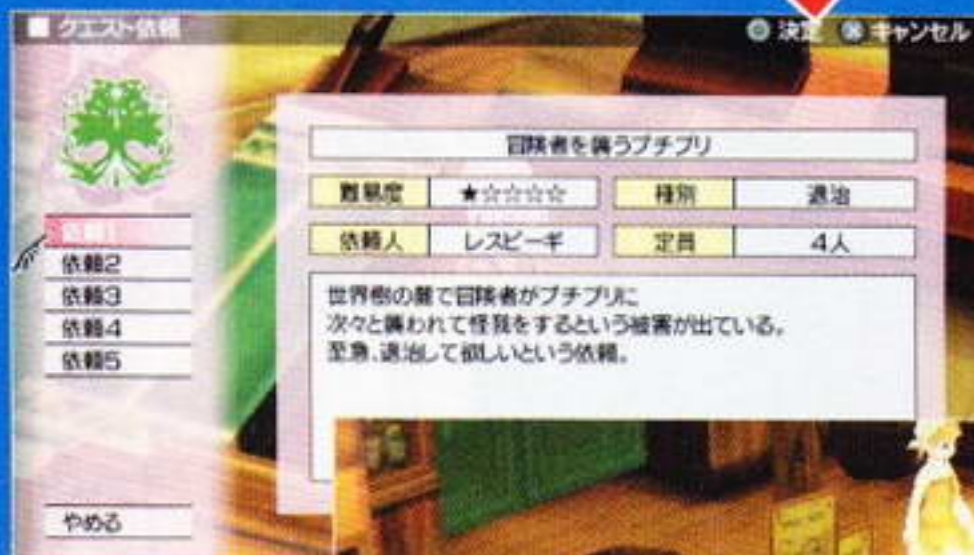 クエスト依頼
決定 キャンセル
冒険者を襲うプチプリ
難易度 ★☆☆☆☆ 種別 退治
依頼人 レスビーギ 定員 4人
依頼1
依頼2
依頼3
依頼4
依頼5
世界樹の麓で冒険者がプチプリに
次々と襲われて怪我をするという被害が出ている。
至急、退治して欲しいという依頼。
やめる